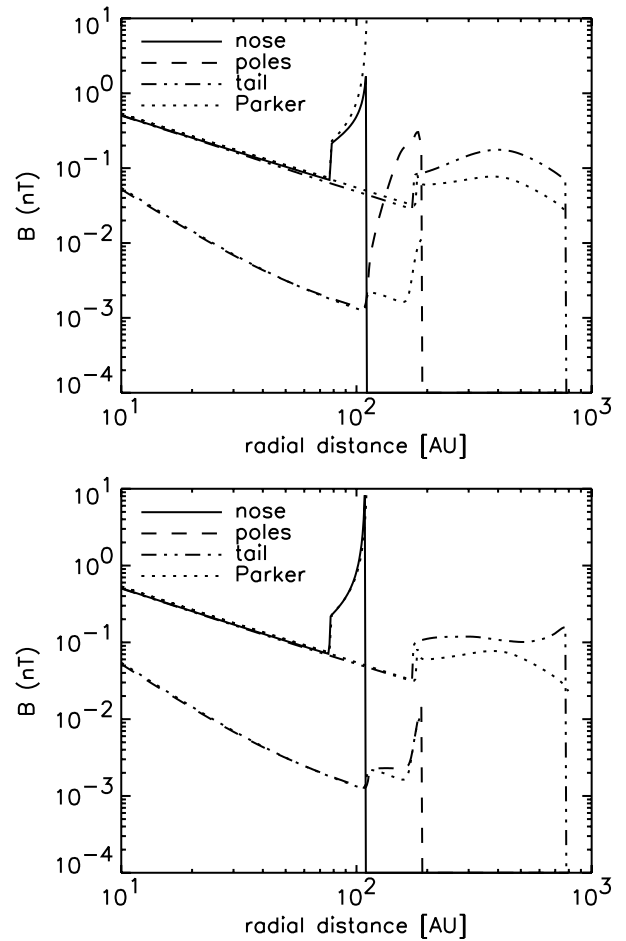 10^1
10^0
10^-1
10^-2
10^-3
10^-4
B (nT)
nose
poles
tail
Parker
10^1
10^2
10^3
radial distance [AU]
10^1
10^0
10^-1
10^-2
10^-3
10^-4
B (nT)
nose
poles
tail
Parker
10^1
10^2
10^3
radial distance [AU]